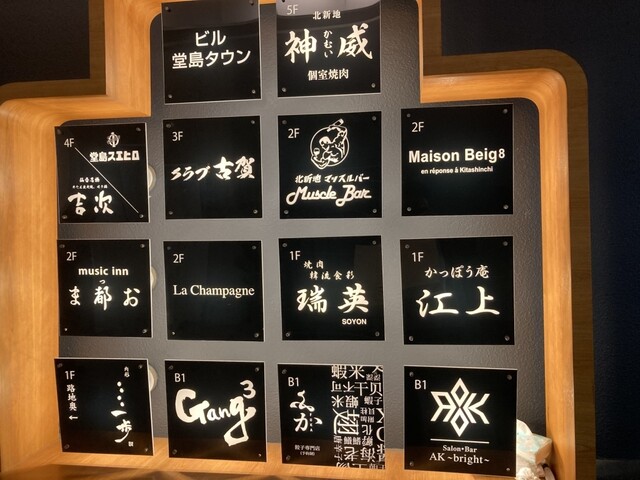 ビル
堂島タウン
5F
北新地
神威
かむい
個室焼肉
4F
堂島スエヒロ
吉次
3F
クラブ 古賀
2F
北新地 マッスルバー
Muscle Bar
2F
Maison Beig8
en réponse à Kitashinchi
2F
music inn
ま都お
っ
2F
La Champagne
1F
焼肉
韓流食彩
瑞英
SOYON
1F
かっぽう庵
江上
1F
路地奥
←
一歩
B1
Gang3
B1
餃子専門店
B1
AK
Salon・Bar
AK ~bright~